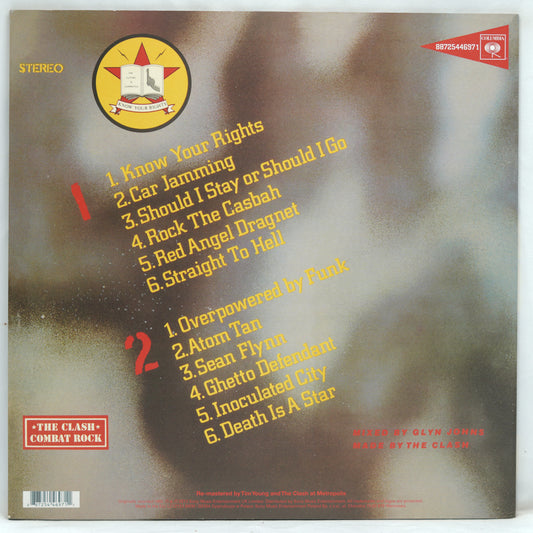 STEREO
COLUMBIA
88725446971
KNOW YOUR RIGHTS
1
1. Know Your Rights
2. Car Jamming
3. Should I Stay or Should I Go
4. Rock The Casbah
5. Red Angel Dragnet
6. Straight To Hell
2
1. Overpowered by Funk
2. Atom Tan
3. Sean Flynn
4. Ghetto Defendant
5. Inoculated City
6. Death Is A Star
THE CLASH
COMBAT ROCK
MIXED BY GLYN JOHNS
MADE BY THE CLASH
Re-mastered by Tim Young and The Clash at Metropolis